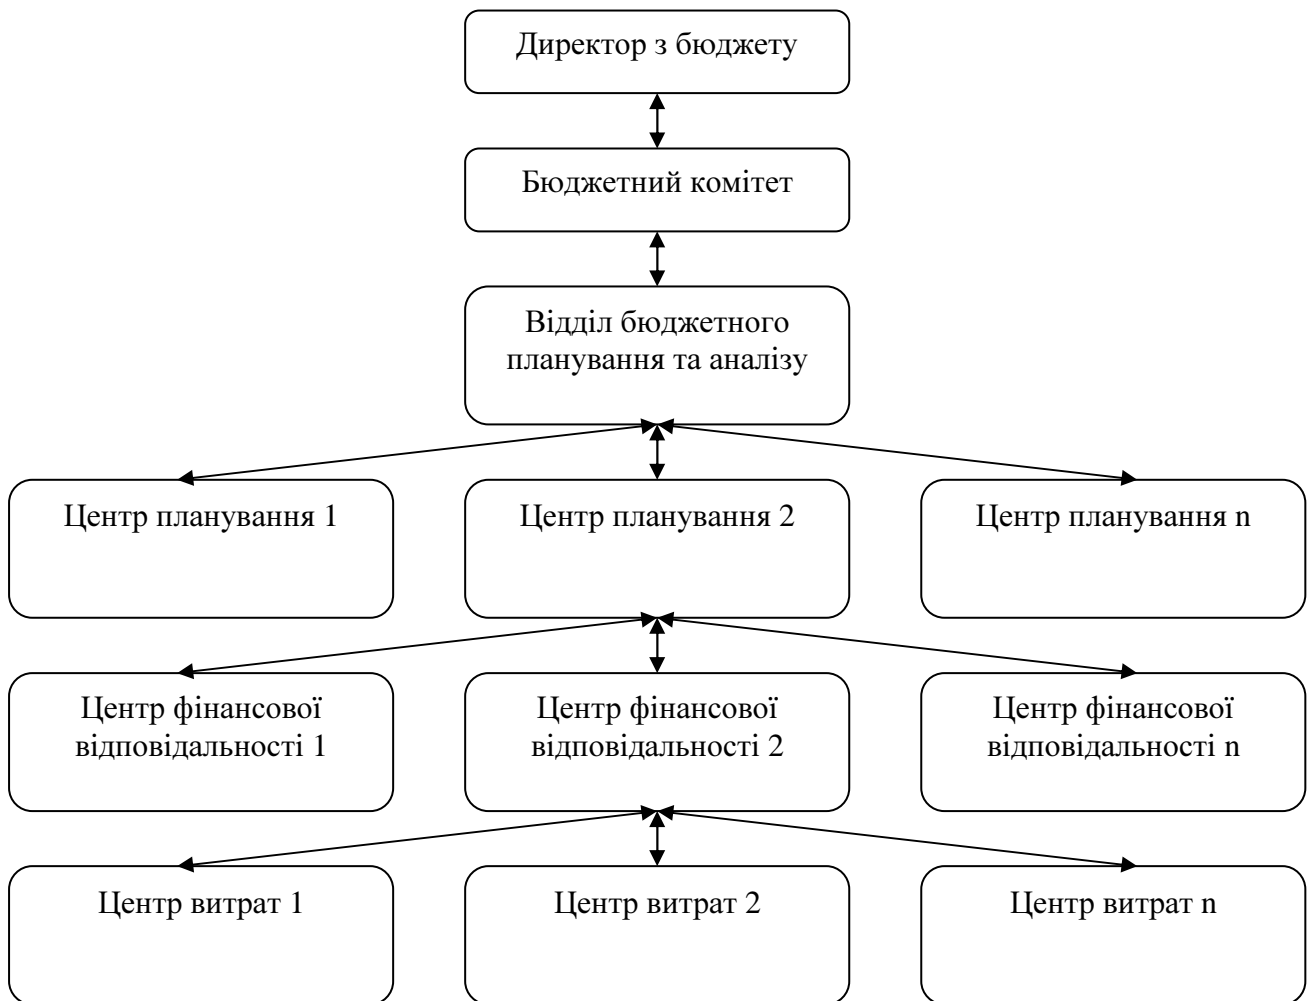 Директор з бюджету
Бюджетний комітет
Відділ бюджетного
планування та аналізу
Центр планування 1
Центр планування 2
Центр планування n
Центр фінансової
відповідальності 1
Центр фінансової
відповідальності 2
Центр фінансової
відповідальності n
Центр витрат 1
Центр витрат 2
Центр витрат n